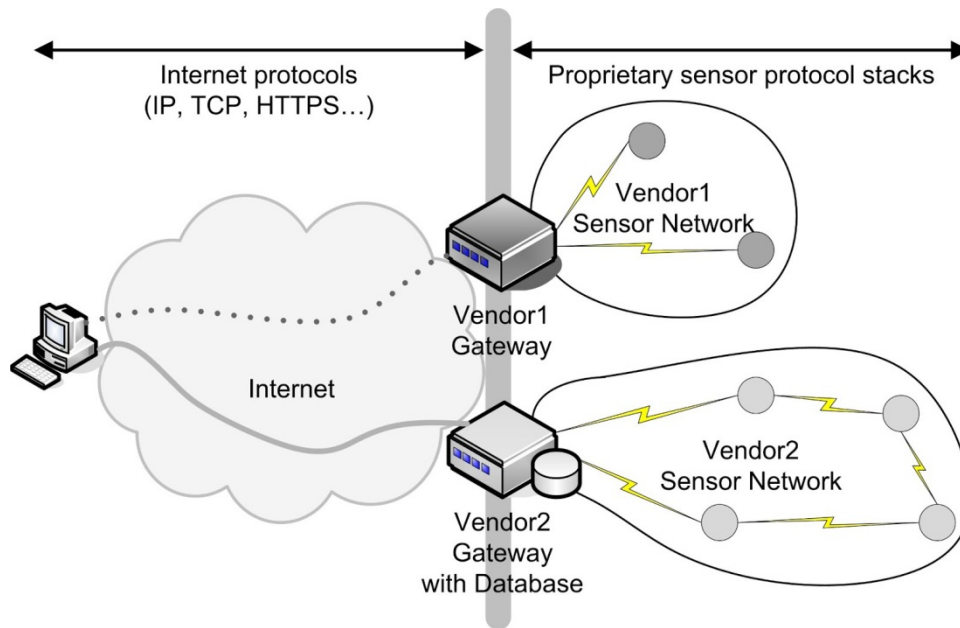 Internet protocols
(IP, TCP, HTTPS…)
Proprietary sensor protocol stacks
Vendor1
Sensor Network
Vendor1
Gateway
Internet
Vendor2
Sensor Network
Vendor2
Gateway
with Database